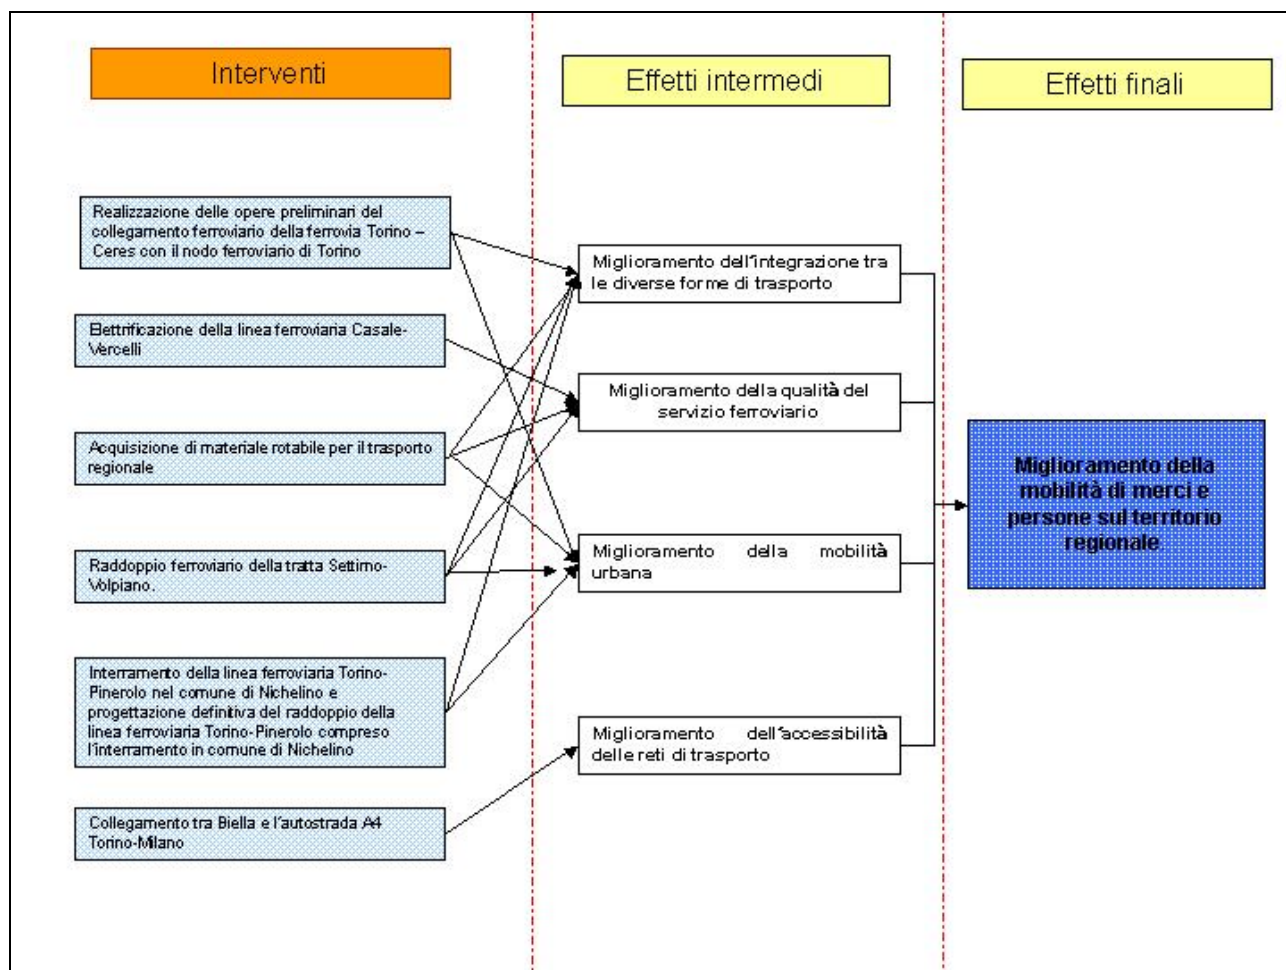 Interventi
Effetti intermedi
Effetti finali
Realizzazione delle opere preliminari del
collegamento ferroviario della ferrovia Torino –
Ceres con il nodo ferroviario di Torino
Elettrificazione della linea ferroviaria Casale-
Vercelli
Acquisizione di materiale rotabile per il trasporto
regionale
Raddoppio ferroviario della tratta Settimo-
Volpiano.
Interramento della linea ferroviaria Torino-
Pinerolo nel comune di Nichelino e
progettazione definitiva del raddoppio della
linea ferroviaria Torino-Pinerolo compreso
l'interramento in comune di Nichelino
Collegamento tra Biella e l'autostrada A4
Torino-Milano
Miglioramento dell'integrazione tra
le diverse forme di trasporto
Miglioramento della qualità del
servizio ferroviario
Miglioramento della mobilità
urbana
Miglioramento dell'accessibilità
delle reti di trasporto
Miglioramento della
mobilità di merci e
persone sul territorio
regionale